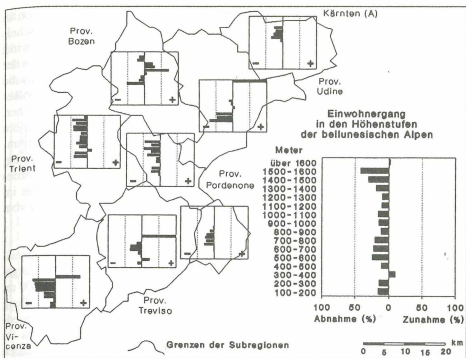 Kärnten (A)
Prov.
Bozen
Prov.
Udine
Einwohnergang
in den Höhenstufen
der bellunesischen Alpen
Prov.
Trient
Prov.
Pordenone
Meter
über 1600
1500-1600
1400-1500
1300-1400
1200-1300
1100-1200
1000-1100
900-1000
800-900
700-800
600-700
500-600
400-500
300-400
200-300
100-200
100 50 0 50 100
Abnahme (%) Zunahme (%)
Prov.
Treviso
Prov.
Vi-
cenza
Grenzen der Subregionen
km
0 5 10 15 20
- +
- +
- +
- +
- +
- +
- +
- +